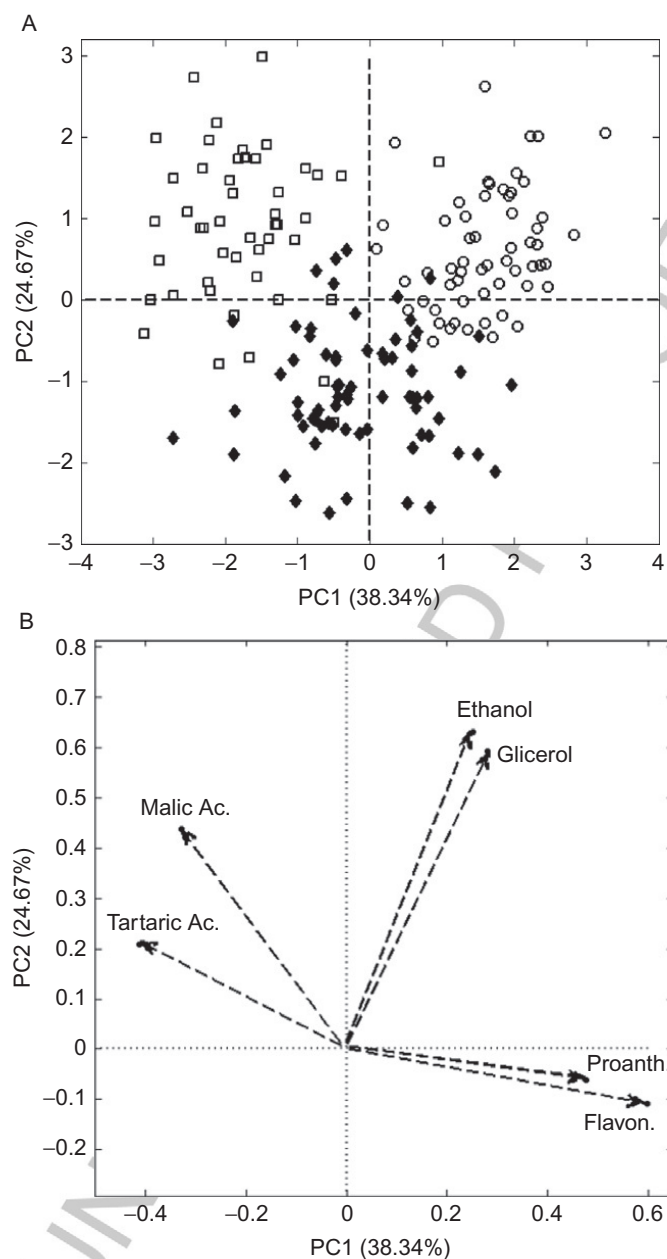 A
3
2
1
0
−1
−2
−3
PC2 (24.67%)
−4
−3
−2
−1
0
1
2
3
4
PC1 (38.34%)
B
0.8
0.7
0.6
0.5
0.4
0.3
0.2
0.1
0
−0.1
−0.2
PC2 (24.67%)
Ethanol
Glicerol
Malic Ac.
Tartaric Ac.
Proanth.
Flavon.
−0.4
−0.2
0
0.2
0.4
0.6
PC1 (38.34%)